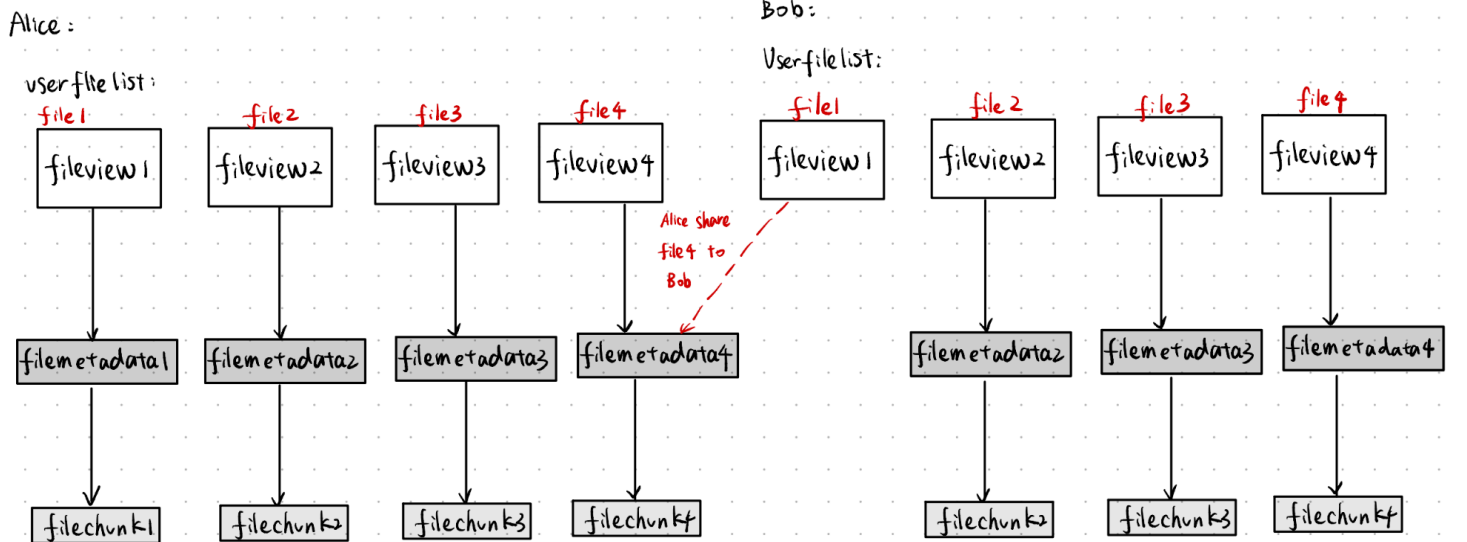 Alice:
userflielist:
file1 file2 file3 file4
fileview1 fileview2 fileview3 fileview4
filemetadata1 filemetadata2 filemetadata3 filemetadata4
filechunk1 filechunk2 filechunk3 filechunk4
Alice share
file4 to
Bob
Bob:
Userfilelist:
file1 file2 file3 file4
fileview1 fileview2 fileview3 fileview4
filemetadata2 filemetadata3 filemetadata4
filechunk2 filechunk3 filechunk4